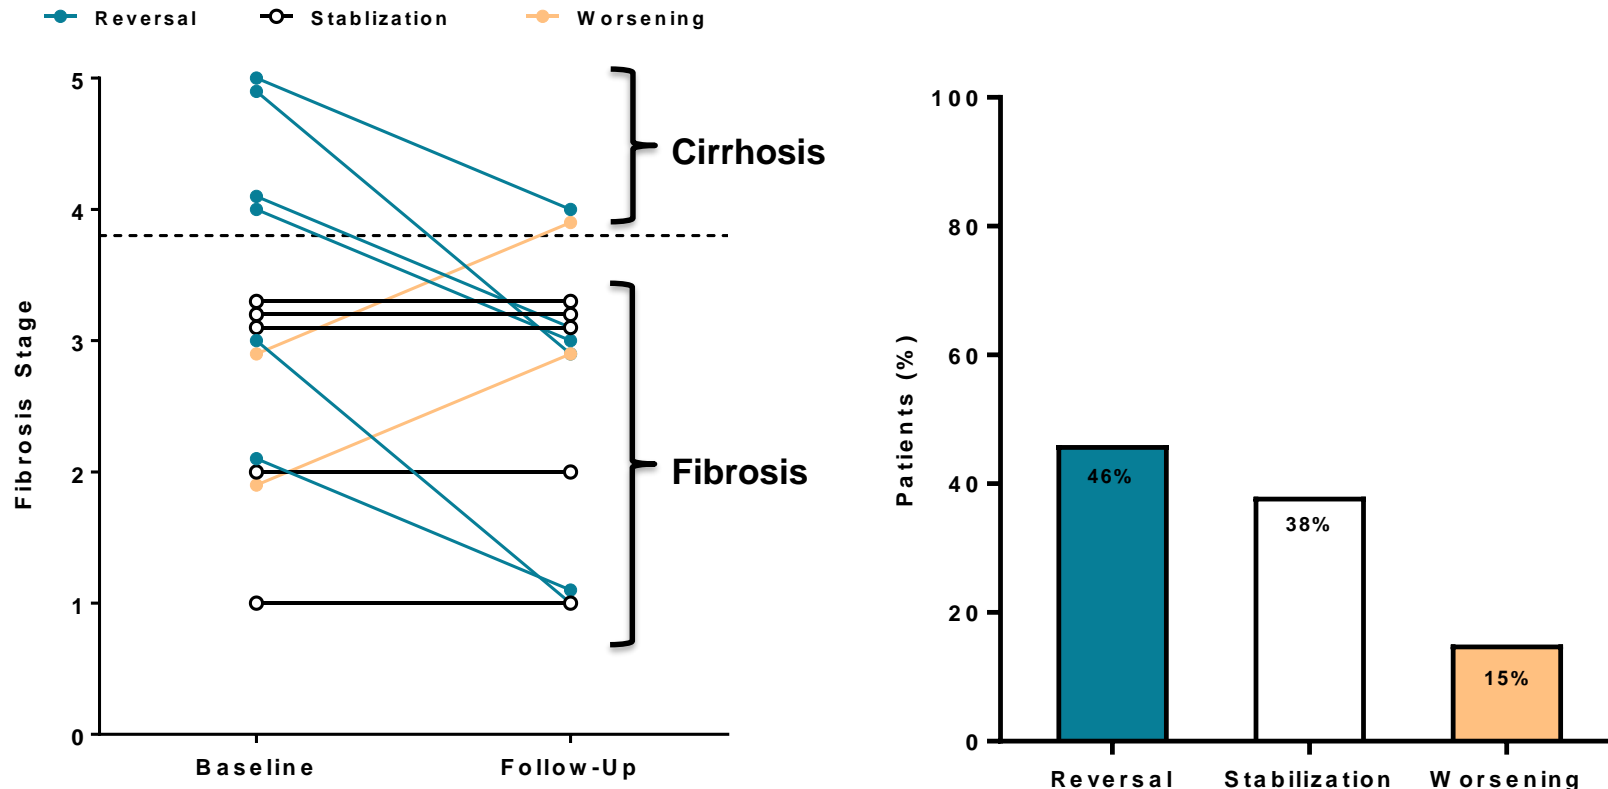 Reversal
Stablization
Worsening
Fibrosis Stage
5
4
3
2
1
0
Baseline
Follow-Up
Cirrhosis
Fibrosis
Patients (%)
100
80
60
40
20
0
46%
38%
15%
Reversal
Stabilization
Worsening